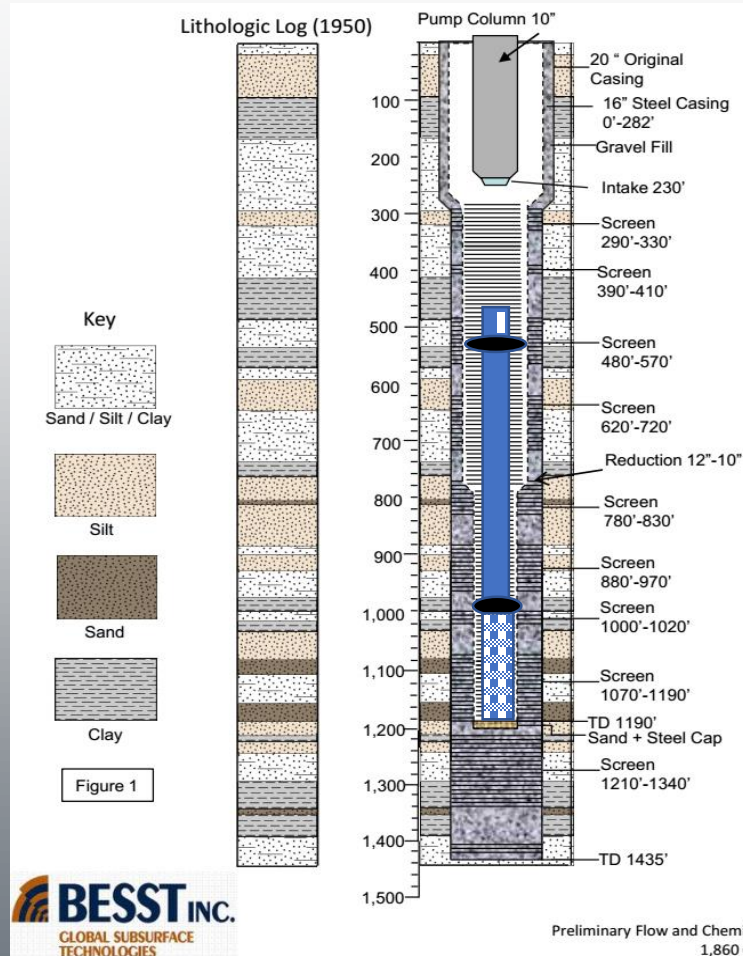 Lithologic Log (1950)
Pump Column 10”
20 “ Original
Casing
16” Steel Casing
0’-282’
Gravel Fill
Intake 230’
Screen
290’-330’
Screen
390’-410’
Screen
480’-570’
Screen
620’-720’
Reduction 12”-10”
Screen
780’-830’
Screen
880’-970’
Screen
1000’-1020’
Screen
1070’-1190’
TD 1190’
Sand + Steel Cap
Screen
1210’-1340’
TD 1435’
100
200
300
400
500
600
700
800
900
1,000
1,100
1,200
1,300
1,400
1,500
Key
Sand / Silt / Clay
Silt
Sand
Clay
Figure 1
BESST INC.
GLOBAL SUBSURFACE
TECHNOLOGIES
Preliminary Flow and Chem
1,860